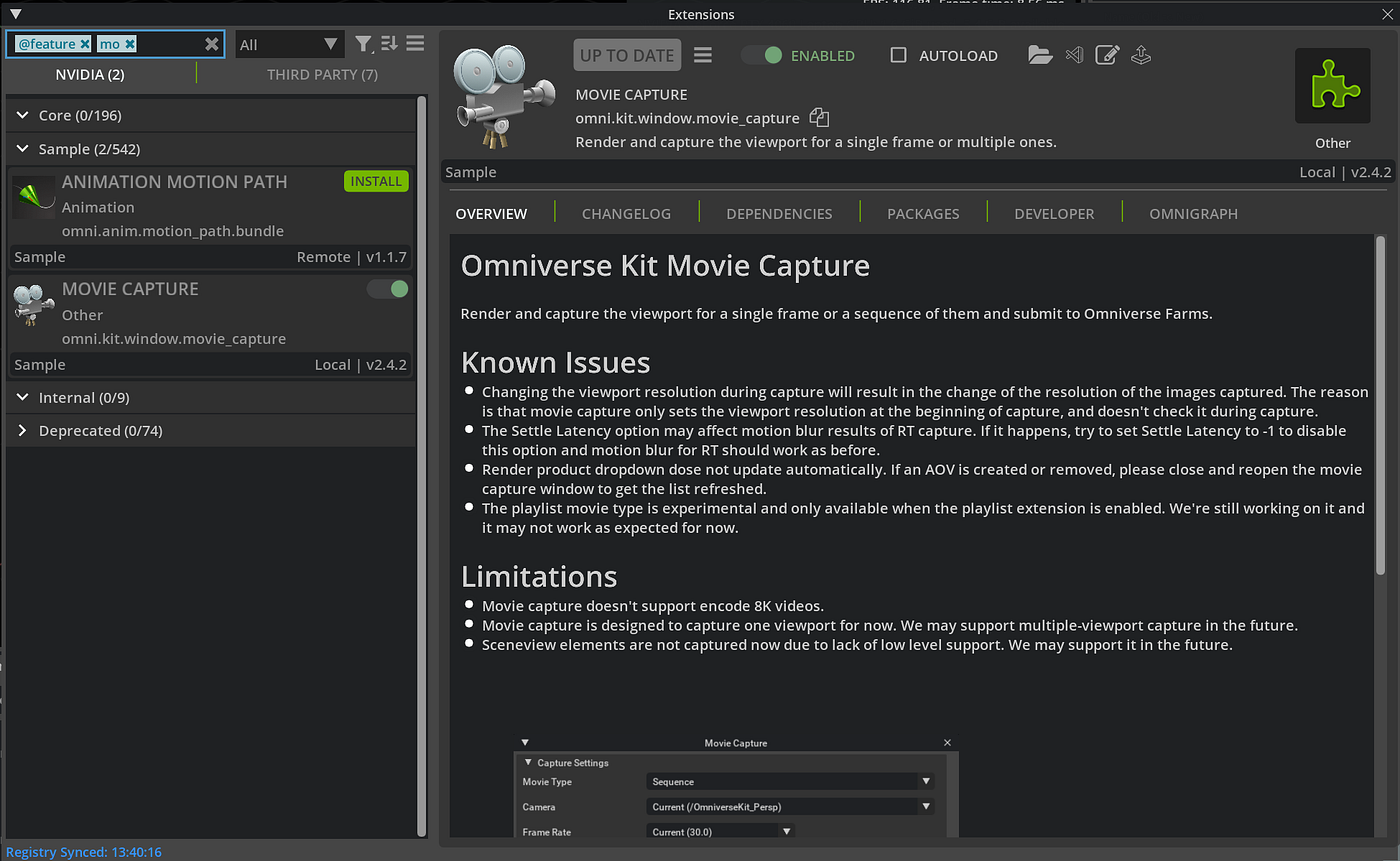 Extensions
@feature
mo
All
NVIDIA (2)
THIRD PARTY (7)
Core (0/196)
Sample (2/542)
ANIMATION MOTION PATH
INSTALL
Animation
omni.anim.motion_path.bundle
Sample
Remote | v1.1.7
MOVIE CAPTURE
Other
omni.kit.window.movie_capture
Sample
Local | v2.4.2
Internal (0/9)
Deprecated (0/74)
Registry Synced: 13:40:16
UP TO DATE
ENABLED
AUTOLOAD
MOVIE CAPTURE
omni.kit.window.movie_capture
Render and capture the viewport for a single frame or multiple ones.
Other
Sample
Local | v2.4.2
OVERVIEW
CHANGELOG
DEPENDENCIES
PACKAGES
DEVELOPER
OMNIGRAPH
Omniverse Kit Movie Capture
Render and capture the viewport for a single frame or a sequence of them and submit to Omniverse Farms.
Known Issues
Changing the viewport resolution during capture will result in the change of the resolution of the images captured. The reason
is that movie capture only sets the viewport resolution at the beginning of capture, and doesn't check it during capture.
The Settle Latency option may affect motion blur results of RT capture. If it happens, try to set Settle Latency to -1 to disable
this option and motion blur for RT should work as before.
Render product dropdown dose not update automatically. If an AOV is created or removed, please close and reopen the movie
capture window to get the list refreshed.
The playlist movie type is experimental and only available when the playlist extension is enabled. We're still working on it and
it may not work as expected for now.
Limitations
Movie capture doesn't support encode 8K videos.
Movie capture is designed to capture one viewport for now. We may support multiple-viewport capture in the future.
Sceneview elements are not captured now due to lack of low level support. We may support it in the future.
Movie Capture
Capture Settings
Movie Type
Sequence
Camera
Current (/OmniverseKit_Persp)
Frame Rate
Current (30.0)